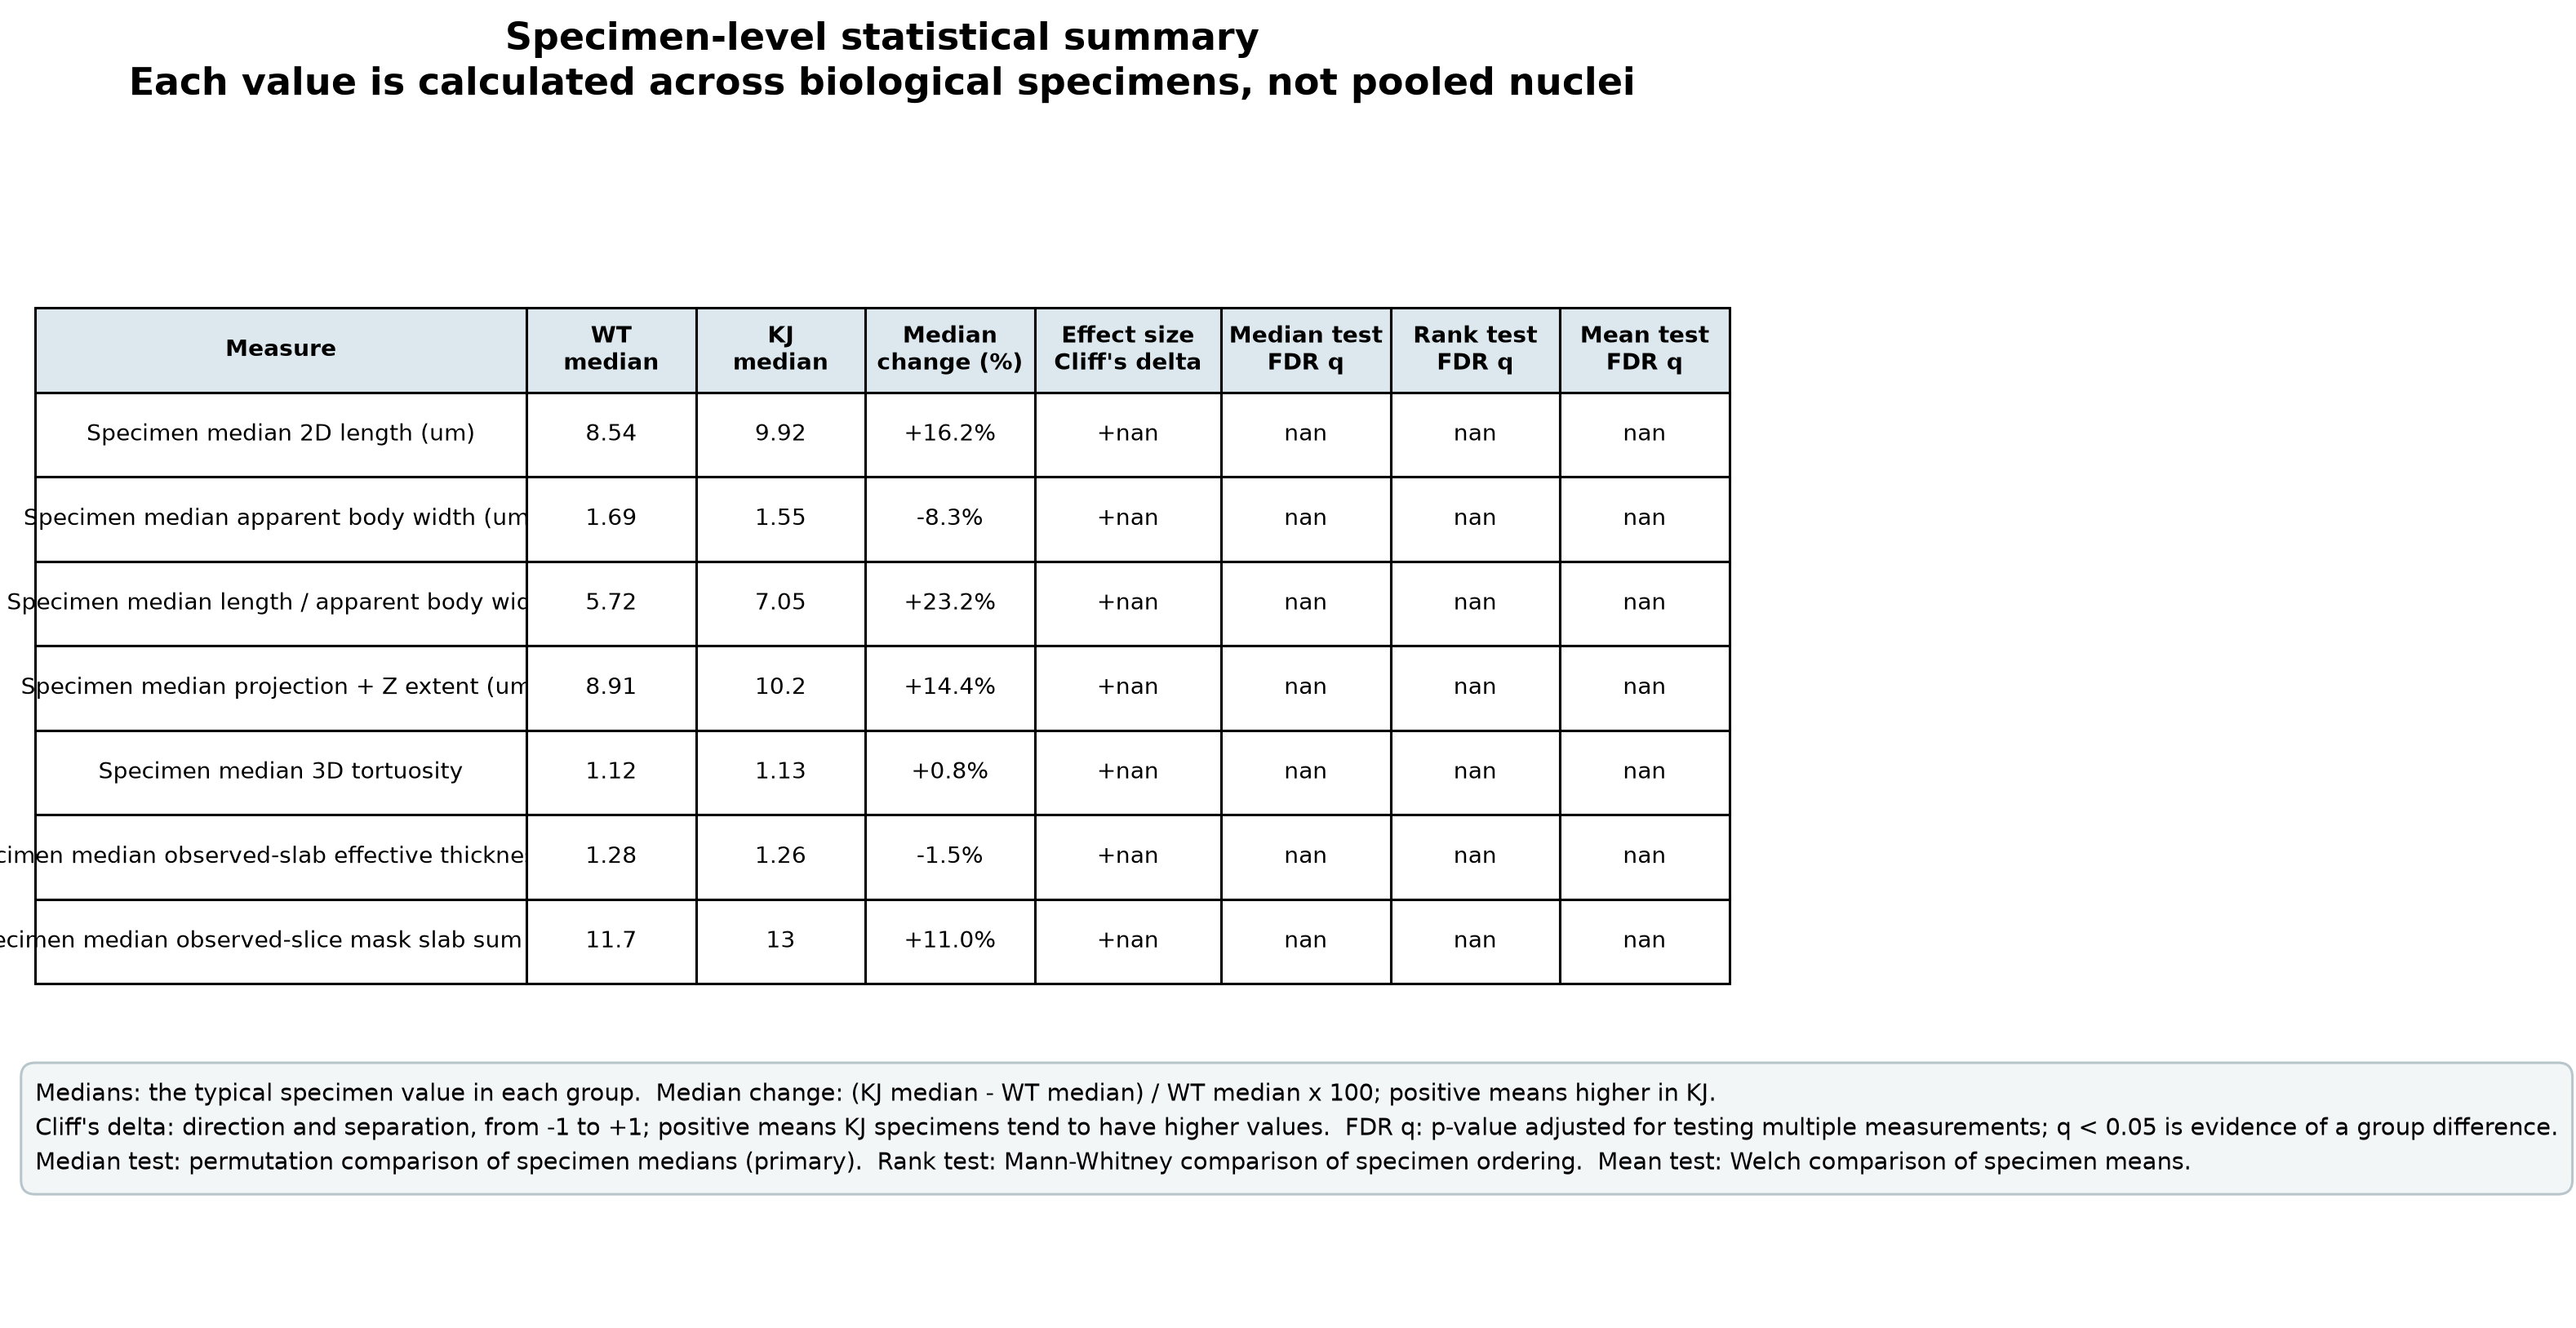 Specimen-level statistical summary
Each value is calculated across biological specimens, not pooled nuclei
Measure WT median KJ median Median change (%) Effect size Cliff's delta Median test FDR q Rank test FDR q Mean test FDR q
Specimen median 2D length (um) 8.54 9.92 +16.2% +nan nan nan nan
Specimen median apparent body width (um 1.69 1.55 -8.3% +nan nan nan nan
Specimen median length / apparent body wid 5.72 7.05 +23.2% +nan nan nan nan
Specimen median projection + Z extent (um 8.91 10.2 +14.4% +nan nan nan nan
Specimen median 3D tortuosity 1.12 1.13 +0.8% +nan nan nan nan
cimen median observed-slab effective thickne 1.28 1.26 -1.5% +nan nan nan nan
ecimen median observed-slice mask slab sum 11.7 13 +11.0% +nan nan nan nan
Medians: the typical specimen value in each group. Median change: (KJ median - WT median) / WT median x 100; positive means higher in KJ.
Cliff's delta: direction and separation, from -1 to +1; positive means KJ specimens tend to have higher values. FDR q: p-value adjusted for testing multiple measurements; q < 0.05 is evidence of a group difference.
Median test: permutation comparison of specimen medians (primary). Rank test: Mann-Whitney comparison of specimen ordering. Mean test: Welch comparison of specimen means.